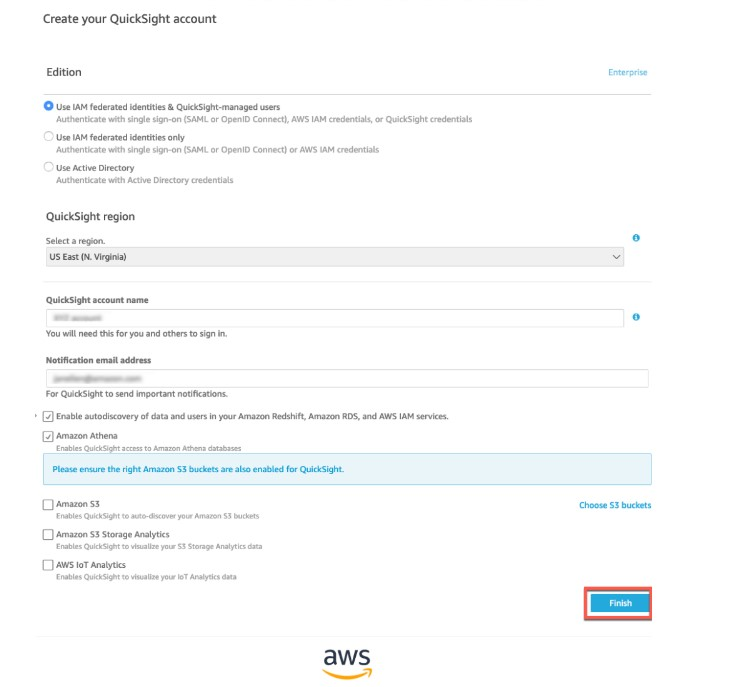 Create your QuickSight account
Edition
Enterprise
Use IAM federated identities & QuickSight-managed users
Authenticate with single sign-on (SAML or OpenID Connect), AWS IAM credentials, or QuickSight credentials
Use IAM federated identities only
Authenticate with single sign-on (SAML or OpenID Connect) or AWS IAM credentials
Use Active Directory
Authenticate with Active Directory credentials
QuickSight region
Select a region.
US East (N. Virginia)
QuickSight account name
You will need this for you and others to sign in.
Notification email address
For QuickSight to send important notifications.
Enable autodiscovery of data and users in your Amazon Redshift, Amazon RDS, and AWS IAM services.
Amazon Athena
Enables QuickSight access to Amazon Athena databases
Please ensure the right Amazon S3 buckets are also enabled for QuickSight.
Amazon S3
Choose S3 buckets
Enables QuickSight to auto-discover your Amazon S3 buckets
Amazon S3 Storage Analytics
Enables QuickSight to visualize your S3 Storage Analytics data
AWS IoT Analytics
Enables QuickSight to visualize your IoT Analytics data
Finish
aws